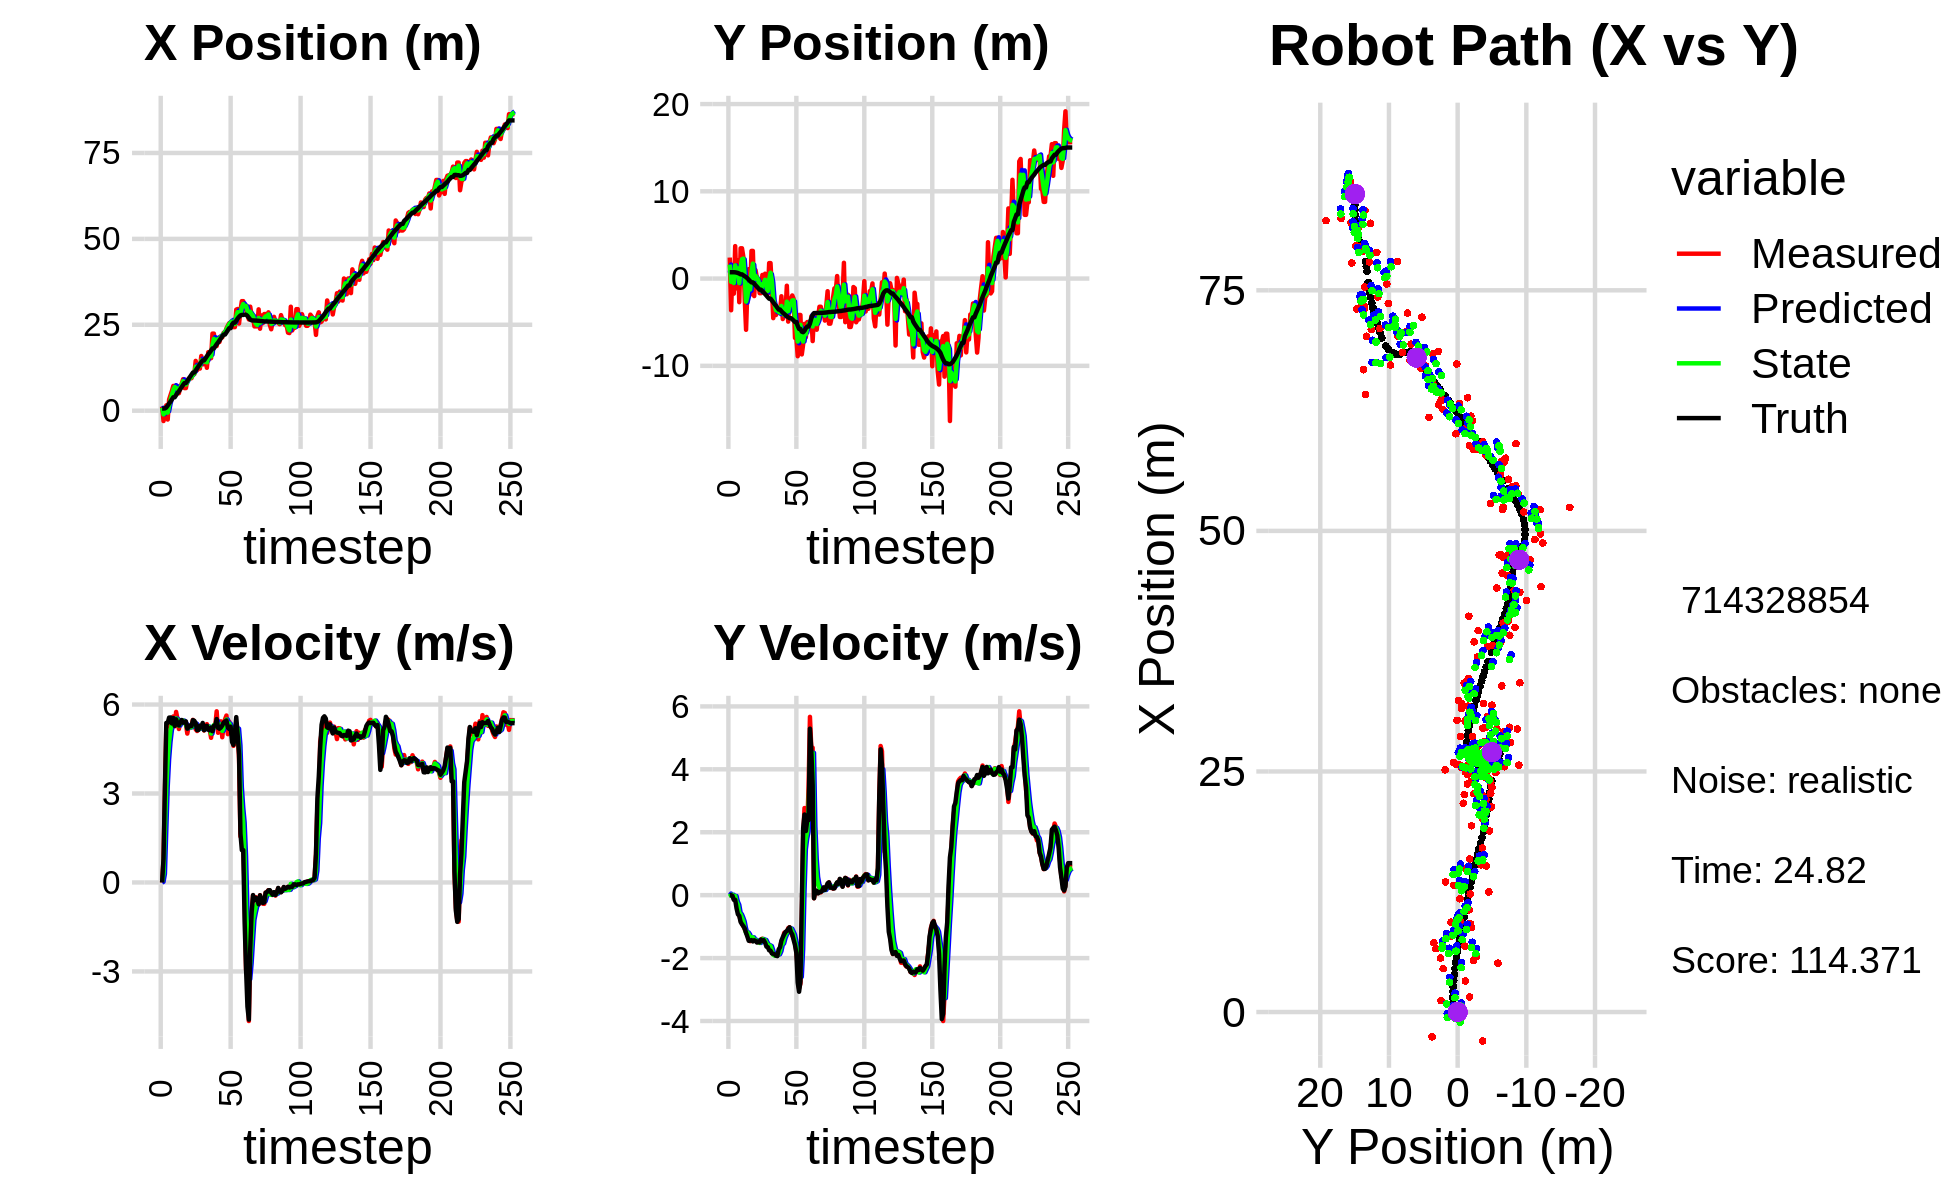 X Position (m)
75
50
25
0
0
50
100
150
200
250
timestep
Y Position (m)
20
10
0
-10
0
50
100
150
200
250
timestep
X Velocity (m/s)
6
3
0
-3
0
50
100
150
200
250
timestep
Y Velocity (m/s)
6
4
2
0
-2
-4
0
50
100
150
200
250
timestep
Robot Path (X vs Y)
X Position (m)
75
50
25
0
20 10 0 -10 -20
Y Position (m)
variable
Measured
Predicted
State
Truth
714328854
Obstacles: none
Noise: realistic
Time: 24.82
Score: 114.371